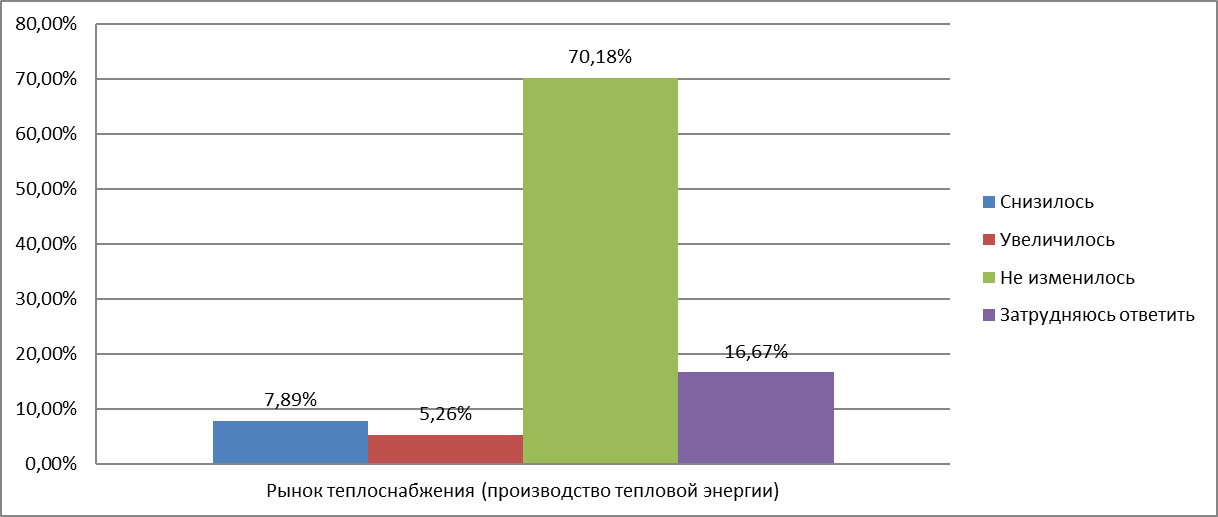 80,00%
70,00%
60,00%
50,00%
40,00%
30,00%
20,00%
10,00%
0,00%
7,89%
5,26%
70,18%
16,67%
Рынок теплоснабжения (производство тепловой энергии)
Снизилось
Увеличилось
Не изменилось
Затрудняюсь ответить